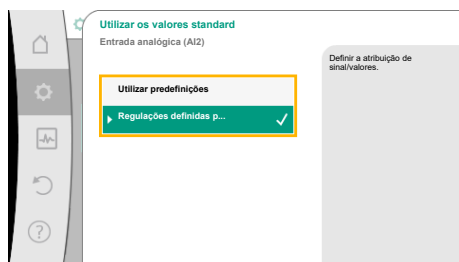 Utilizar os valores standard
Entrada analógica (AI2)
Definir a atribuição de
sinal/valores.
Utilizar predefinições
Regulações definidas p...
?